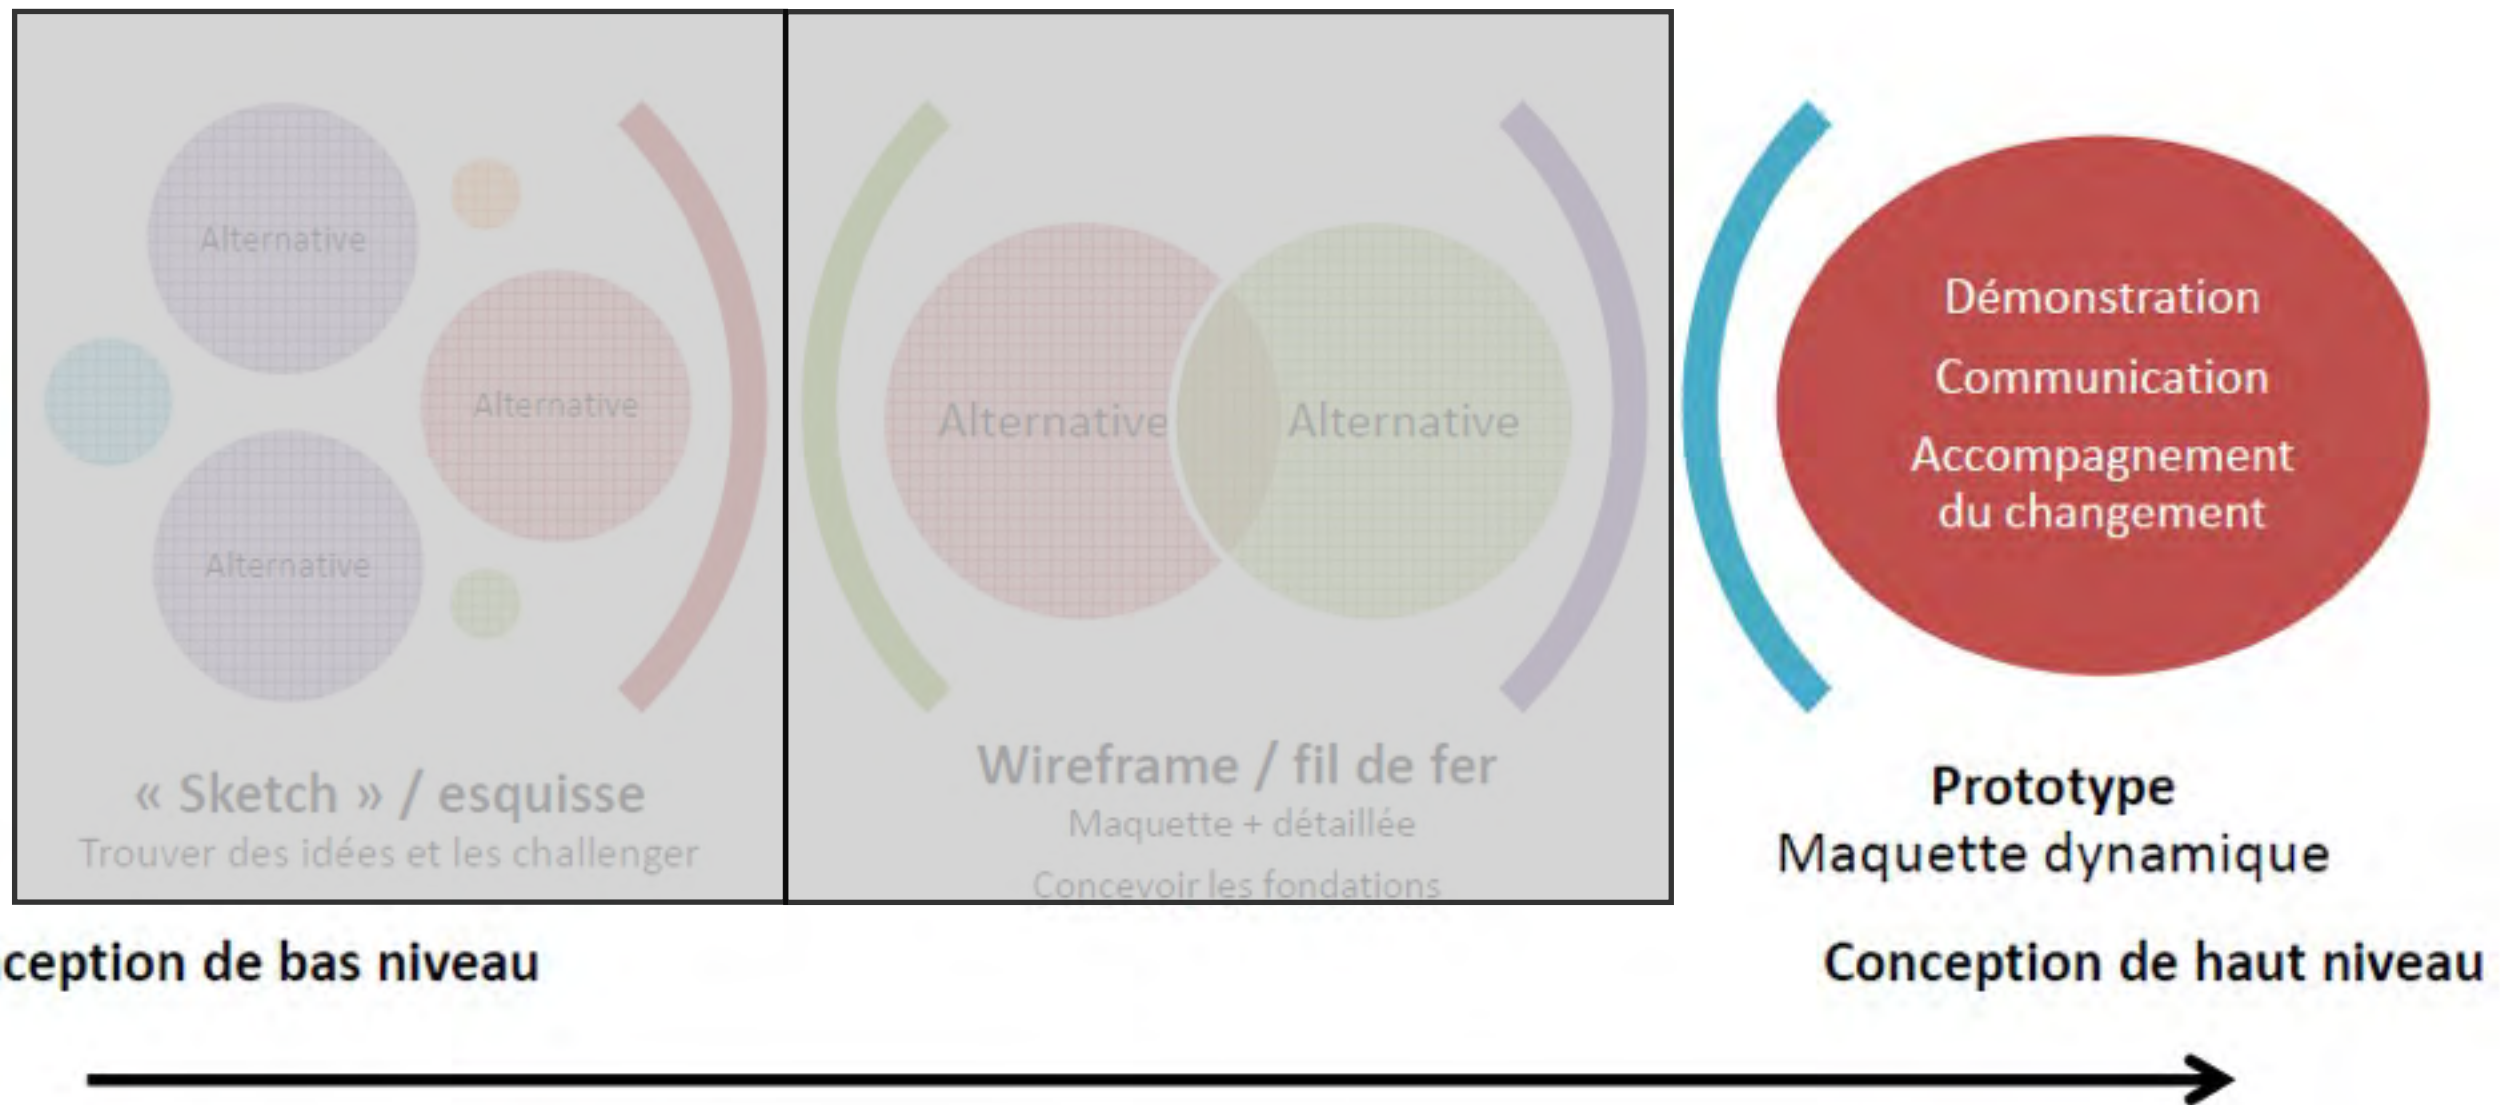 Alternative
Alternative
Alternative
« Sketch » / esquisse
Trouver des idées et les challenger
Alternative
Alternative
Wireframe / fil de fer
Maquette + détaillée
Concevoir les fondations
Démonstration
Communication
Accompagnement
du changement
Prototype
Maquette dynamique
ception de bas niveau
Conception de haut niveau